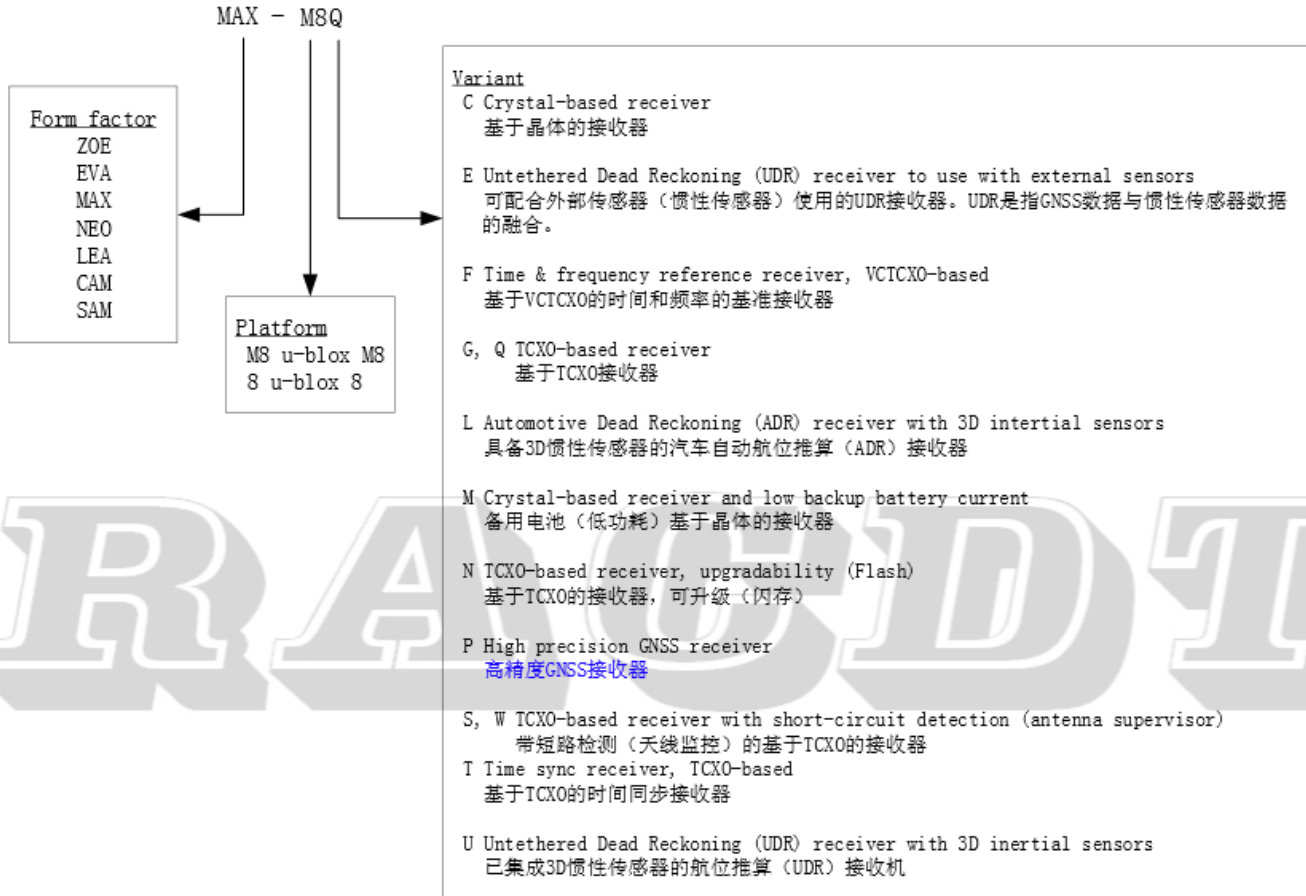 MAX - M8Q
Form factor
ZOE
EVA
MAX
NEO
LEA
CAM
SAM
Platform
M8 u-blox M8
8 u-blox 8
Variant
C Crystal-based receiver
基于晶体的接收器
E Untethered Dead Reckoning (UDR) receiver to use with external sensors
可配合外部传感器（惯性传感器）使用的UDR接收器。UDR是指GNSS数据与惯性传感器数据
的融合。
F Time & frequency reference receiver, VCTCXO-based
基于VCTCXO的时间和频率的基准接收器
G, Q TCXO-based receiver
基于TCXO接收器
L Automotive Dead Reckoning (ADR) receiver with 3D intertial sensors
具备3D惯性传感器的汽车自动航位推算（ADR）接收器
M Crystal-based receiver and low backup battery current
备用电池（低功耗）基于晶体的接收器
N TCXO-based receiver, upgradability (Flash)
基于TCXO的接收器，可升级（闪存）
P High precision GNSS receiver
高精度GNSS接收器
S, W TCXO-based receiver with short-circuit detection (antenna supervisor)
带短路检测（天线监控）的基于TCXO的接收器
T Time sync receiver, TCXO-based
基于TCXO的时间同步接收器
U Untethered Dead Reckoning (UDR) receiver with 3D inertial sensors
已集成3D惯性传感器的航位推算（UDR）接收机
RACDT